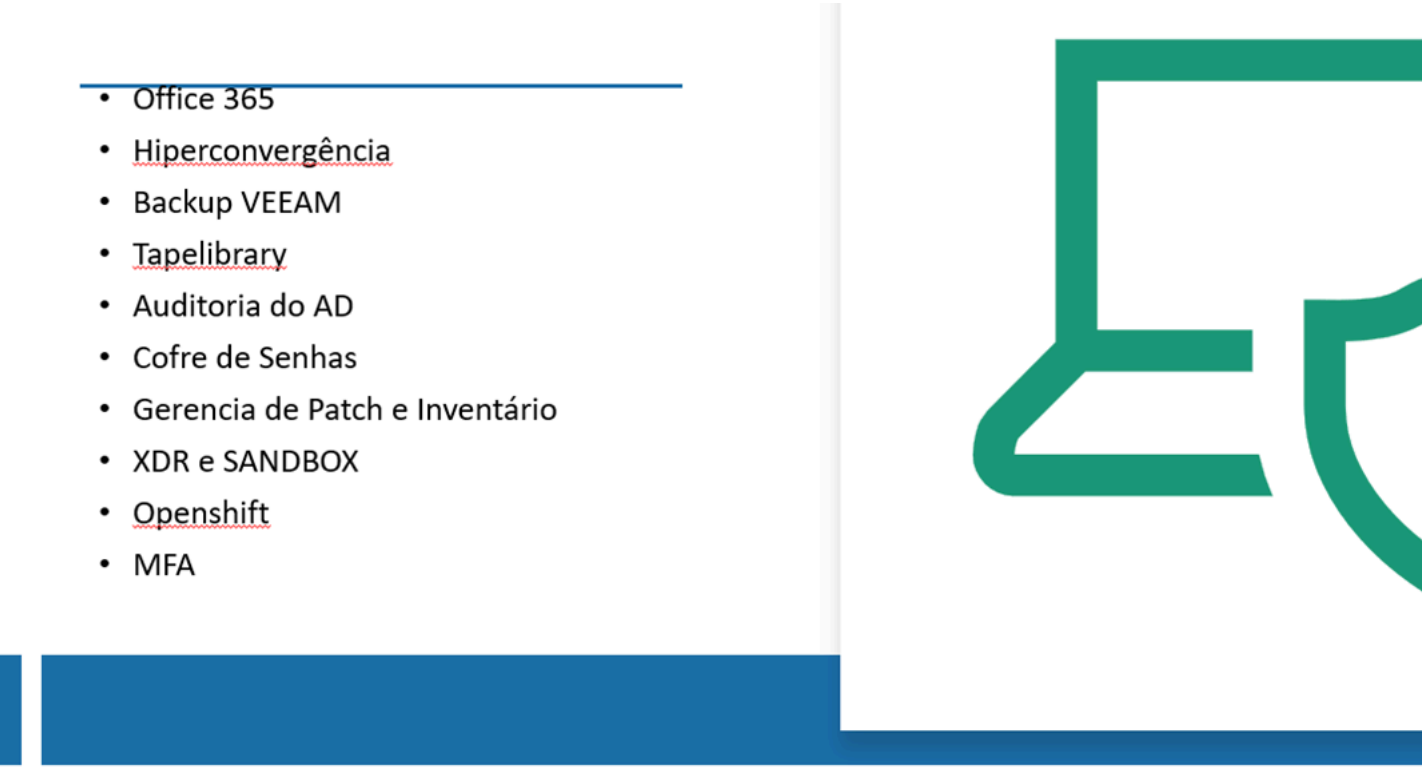 • Office 365
• Hiperconvergência
• Backup VEEAM
• Tapelibrary
• Auditoria do AD
• Cofre de Senhas
• Gerencia de Patch e Inventário
• XDR e SANDBOX
• Openshift
• MFA